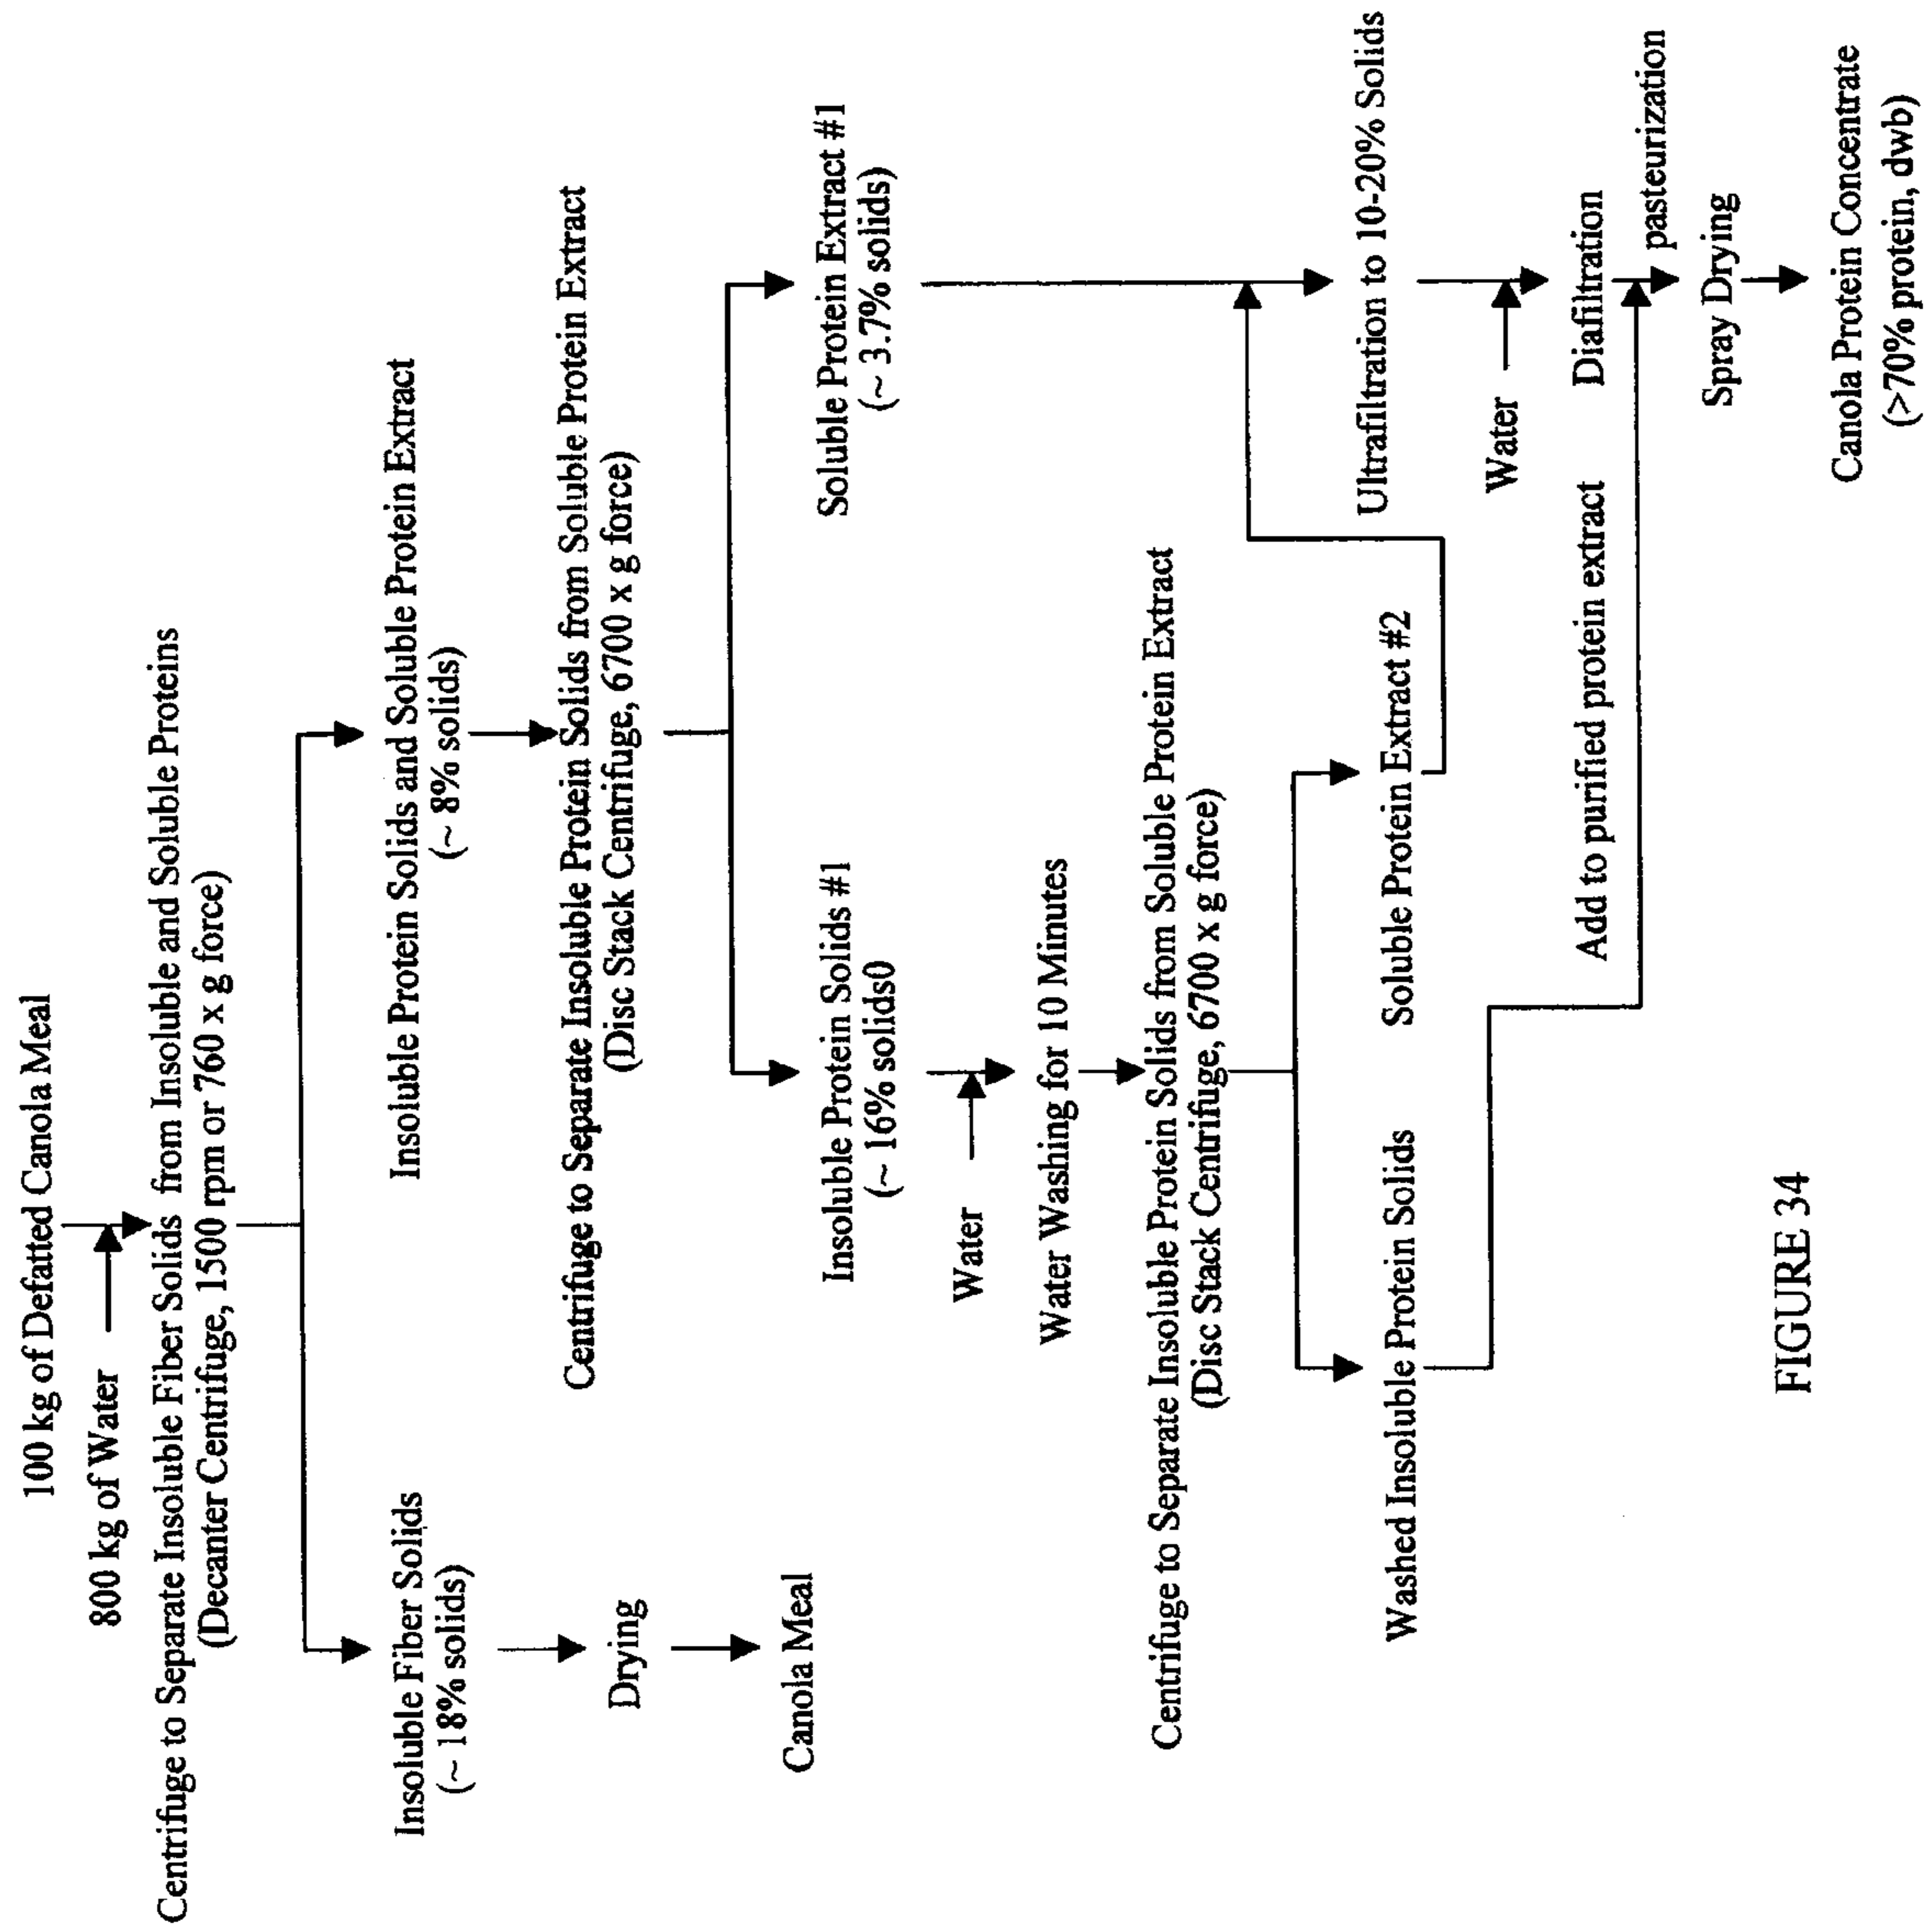 100 kg of Defatted Canola Meal
800 kg of Water
Centrifuge to Separate Insoluble Fiber Solids from Insoluble and Soluble Proteins
(Decanter Centrifuge, 1500 rpm or 760 x g force)
Insoluble Fiber Solids
(~ 18% solids)
Drying
Canola Meal
Insoluble Protein Solids and Soluble Protein Extract
(~ 8% solids)
Centrifuge to Separate Insoluble Protein Solids from Soluble Protein Extract
(Disc Stack Centrifuge, 6700 x g force)
Insoluble Protein Solids #1
(~ 16% solids0
Soluble Protein Extract #1
(~ 3.7% solids)
Water
Water Washing for 10 Minutes
Centrifuge to Separate Insoluble Protein Solids from Soluble Protein Extract
(Disc Stack Centrifuge, 6700 x g force)
Washed Insoluble Protein Solids
Soluble Protein Extract #2
Ultrafiltration to 10-20% Solids
Water
Add to purified protein extract
Diafiltration
pasteurization
Spray Drying
Canola Protein Concentrate
(>70% protein, dwb)
FIGURE 34